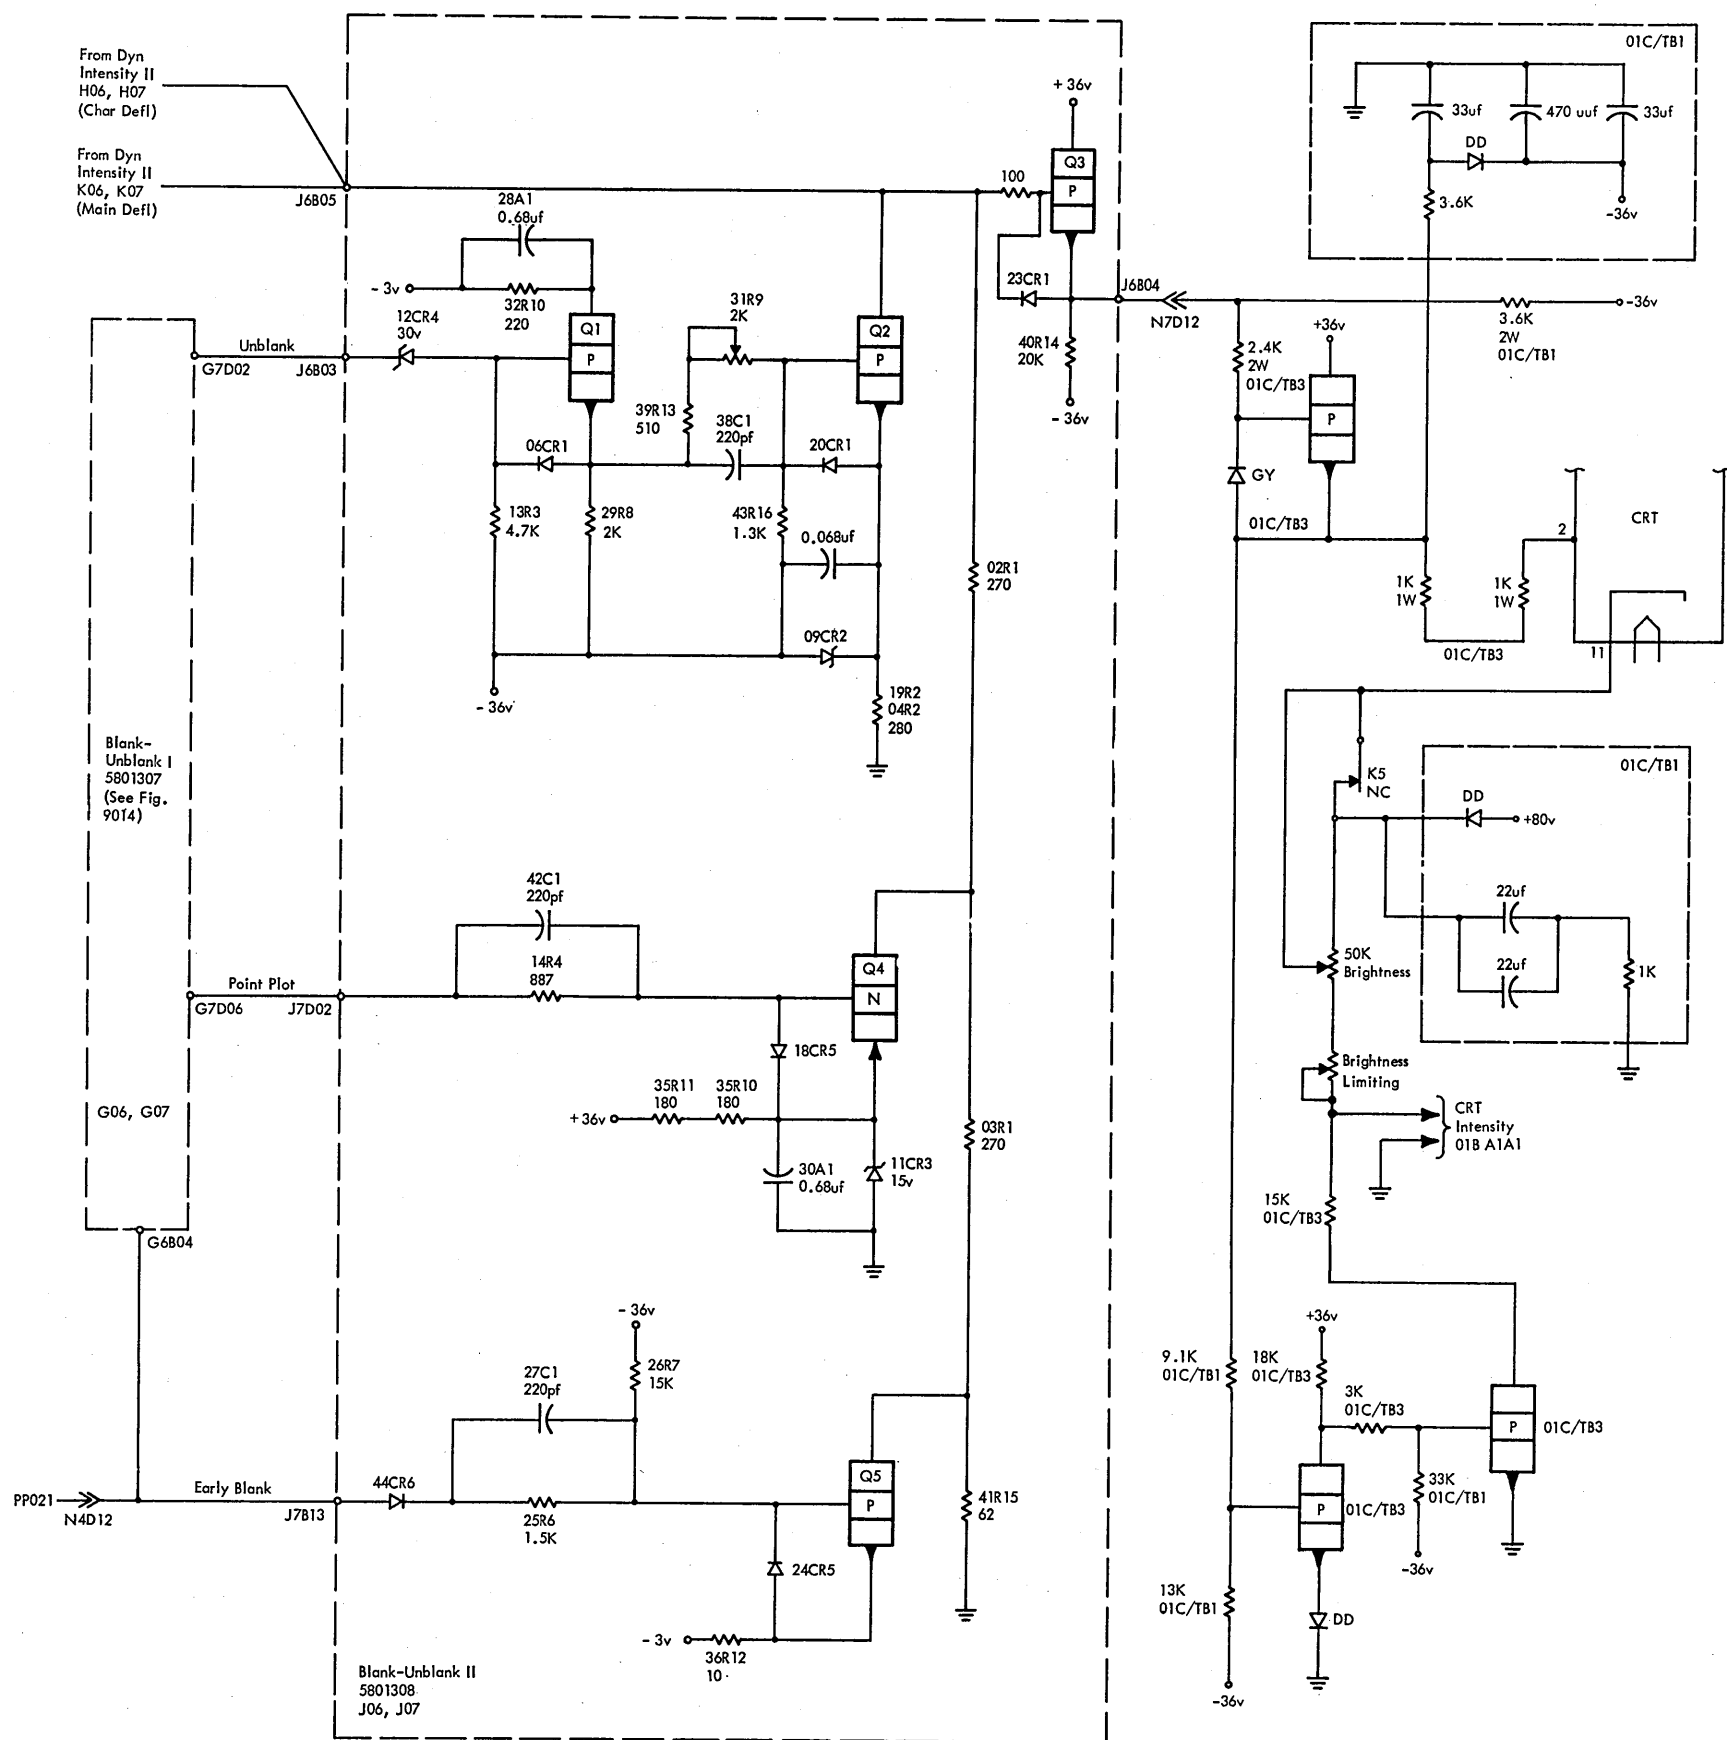 From Dyn
Intensity II
H06, H07
(Char Defl)
From Dyn
Intensity II
K06, K07
(Main Defl)
J6B05
28A1
0.68uf
- 3v
32R10
220
12CR4
30v
Unblank
G7D02
J6B03
Q1
P
31R9
2K
Q2
P
39R13
510
38C1
220pf
20CR1
06CR1
13R3
4.7K
29R8
2K
43R16
1.3K
0.068uf
09CR2
- 36v
19R2
04R2
280
+ 36v
Q3
P
100
23CR1
J6B04
N7D12
40R14
20K
- 36v
02R1
270
01C/TB1
33uf
470 uuf
33uf
DD
3.6K
-36v
-36v
3.6K
2W
01C/TB1
2.4K
2W
01C/TB3
+36v
P
GY
01C/TB3
CRT
2
1K
1W
1K
1W
01C/TB3
11
Blank-
Unblank I
5801307
(See Fig.
9014)
K5
NC
01C/TB1
DD
+80v
22uf
22uf
1K
50K
Brightness
Brightness
Limiting
CRT
Intensity
01B A1A1
15K
01C/TB3
42C1
220pf
14R4
887
Point Plot
G7D06
J7D02
Q4
N
18CR5
35R11
180
35R10
180
+36v
30A1
0.68uf
11CR3
15v
03R1
270
G06, G07
G6B04
- 36v
26R7
15K
27C1
220pf
PP021
N4D12
Early Blank
J7B13
44CR6
25R6
1.5K
Q5
P
24CR5
- 3v
36R12
10
41R15
62
Blank-Unblank II
5801308
J06, J07
9.1K
01C/TB1
+36v
18K
01C/TB3
3K
01C/TB3
P
01C/TB3
33K
01C/TB1
-36v
P
01C/TB3
13K
01C/TB1
DD
-36v